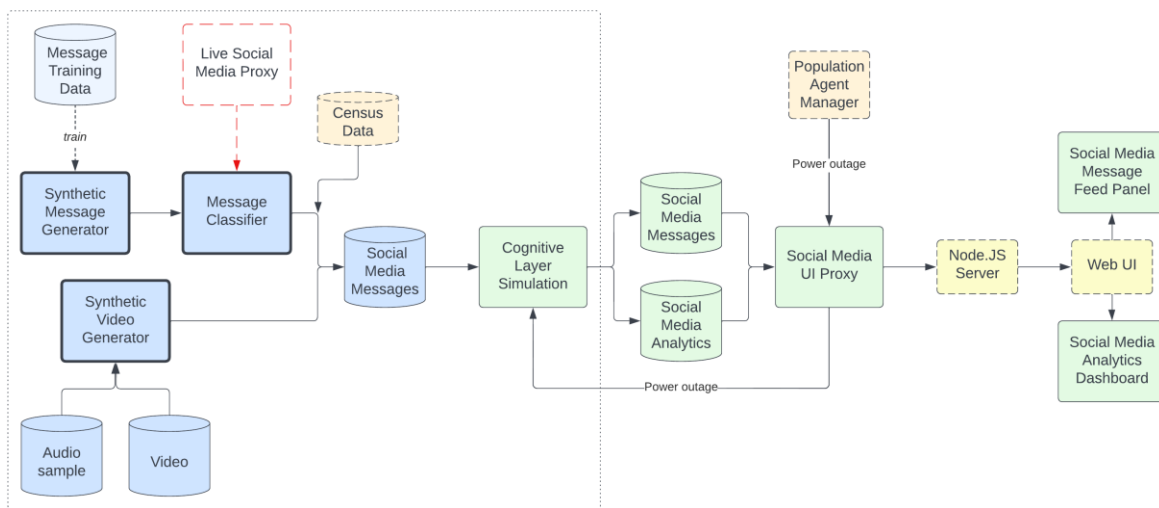 Message
Training
Data
Live Social
Media Proxy
Census
Data
train
Synthetic
Message
Generator
Message
Classifier
Synthetic
Video
Generator
Audio
sample
Video
Social
Media
Messages
Cognitive
Layer
Simulation
Social
Media
Messages
Social
Media
Analytics
Population
Agent
Manager
Power outage
Social Media
UI Proxy
Power outage
Node.JS
Server
Web UI
Social Media
Message
Feed Panel
Social Media
Analytics
Dashboard